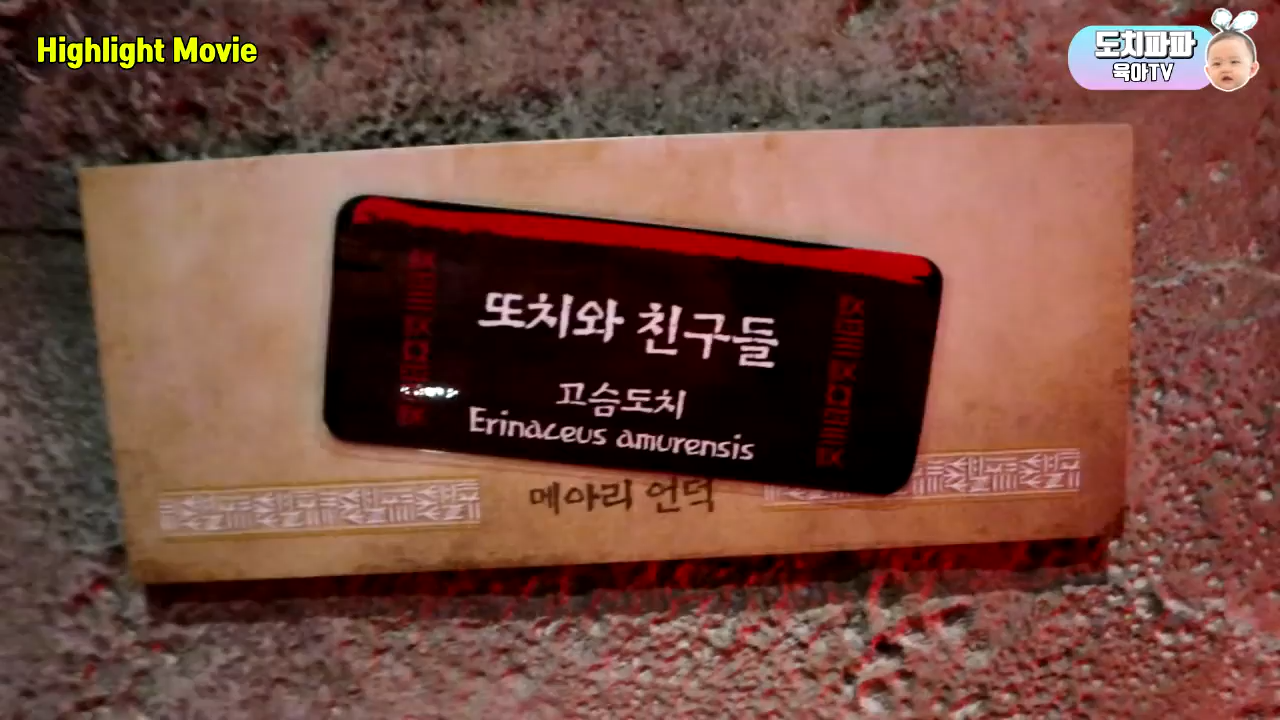 Highlight Movie
도치파파
육아TV
또치와 친구들
고슴도치
Erinaceus amurensis
메아리 언덕